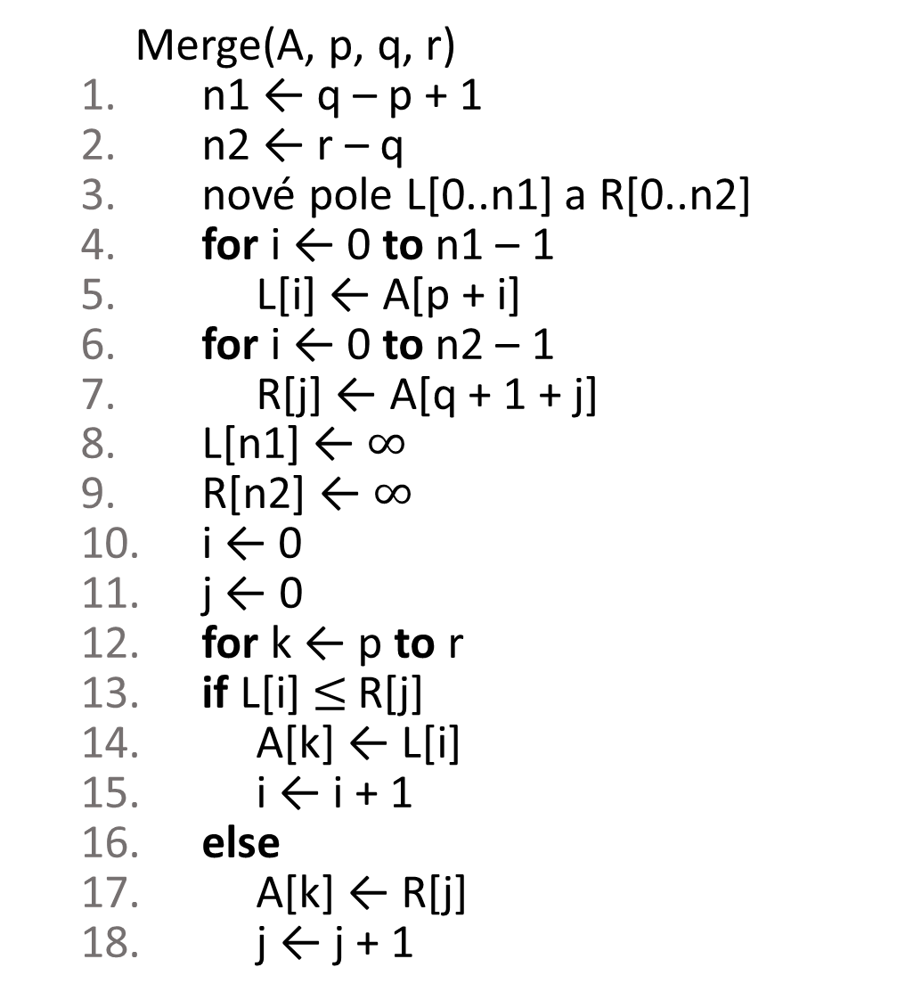 Merge(A, p, q, r)
1. n1 ← q – p + 1
2. n2 ← r – q
3. nové pole L[0..n1] a R[0..n2]
4. for i ← 0 to n1 – 1
5. L[i] ← A[p + i]
6. for i ← 0 to n2 – 1
7. R[j] ← A[q + 1 + j]
8. L[n1] ← ∞
9. R[n2] ← ∞
10. i ← 0
11. j ← 0
12. for k ← p to r
13. if L[i] ≤ R[j]
14. A[k] ← L[i]
15. i ← i + 1
16. else
17. A[k] ← R[j]
18. j ← j + 1